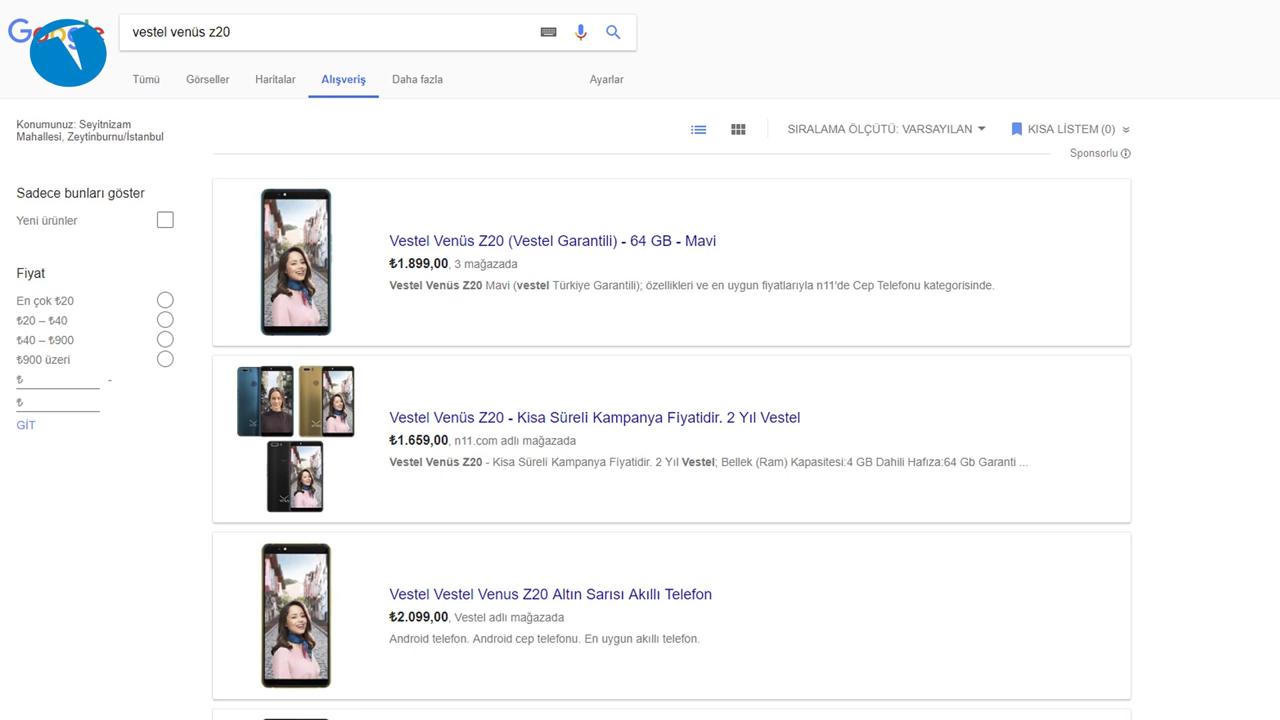 Google
vestel venüs z20
Tümü
Görseller
Haritalar
Alışveriş
Daha fazla
Ayarlar
Konumunuz: Seyitnizam
Mahallesi, Zeytinburnu/İstanbul
SIRALAMA ÖLÇÜTÜ: VARSAYILAN
KISA LİSTEM (0)
Sponsorlu
Sadece bunları göster
Yeni ürünler
Fiyat
En çok ₺20
₺20 – ₺40
₺40 – ₺900
₺900 üzeri
₺ -
₺
GİT
Vestel Venüs Z20 (Vestel Garantili) - 64 GB - Mavi
₺1.899,00, 3 mağazada
Vestel Venüs Z20 Mavi (vestel Türkiye Garantili); özellikleri ve en uygun fiyatlarıyla n11'de Cep Telefonu kategorisinde.
Vestel Venüs Z20 - Kisa Süreli Kampanya Fiyatidir. 2 Yıl Vestel
₺1.659,00, n11.com adlı mağazada
Vestel Venüs Z20 - Kisa Süreli Kampanya Fiyatidir. 2 Yıl Vestel; Bellek (Ram) Kapasitesi:4 GB Dahili Hafıza:64 Gb Garanti ...
Vestel Vestel Venus Z20 Altın Sarısı Akıllı Telefon
₺2.099,00, Vestel adlı mağazada
Android telefon. Android cep telefonu. En uygun akıllı telefon.